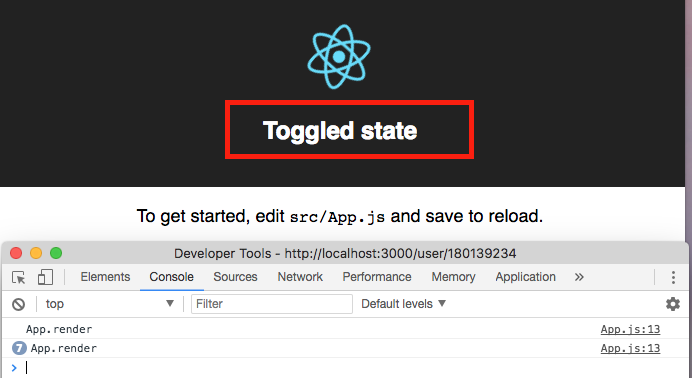 Toggled state
To get started, edit src/App.js and save to reload.
Developer Tools - http://localhost:3000/user/180139234
Elements Console Sources Network Performance Memory Application »
top Filter Default levels
App.render App.js:13
7 App.render App.js:13
>